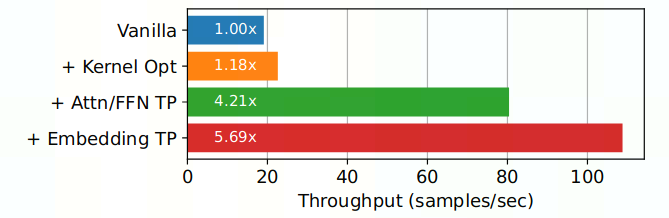 Vanilla 1.00x
+ Kernel Opt 1.18x
+ Attn/FFN TP 4.21x
+ Embedding TP 5.69x
0 20 40 60 80 100
Throughput (samples/sec)